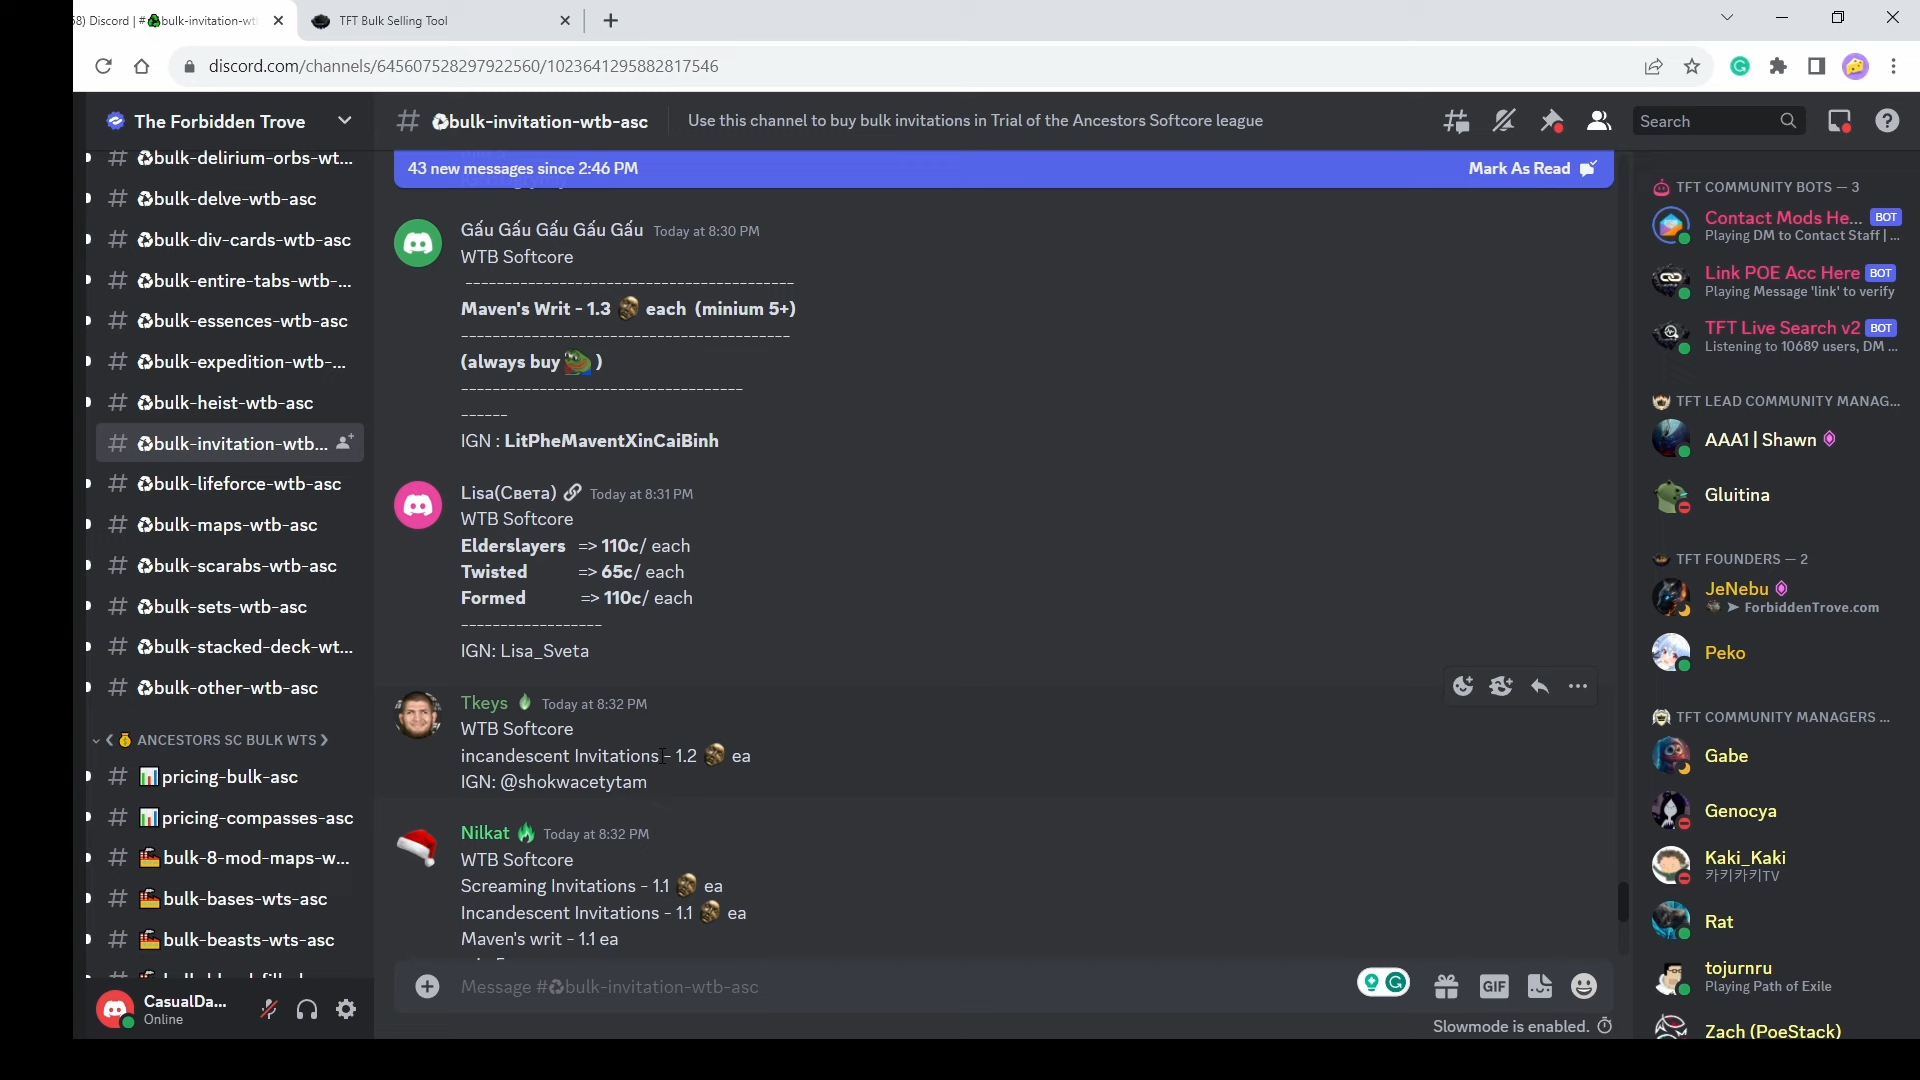 58) Discord | #bulk-invitation-wt
TFT Bulk Selling Tool
discord.com/channels/645607528297922560/1023641295882817546
The Forbidden Trove
bulk-invitation-wtb-asc
Use this channel to buy bulk invitations in Trial of the Ancestors Softcore league
Search
43 new messages since 2:46 PM
Mark As Read
bulk-delirium-orbs-wt...
bulk-delve-wtb-asc
bulk-div-cards-wtb-asc
bulk-entire-tabs-wtb-...
bulk-essences-wtb-asc
bulk-expedition-wtb-...
bulk-heist-wtb-asc
bulk-invitation-wtb...
bulk-lifeforce-wtb-asc
bulk-maps-wtb-asc
bulk-scarabs-wtb-asc
bulk-sets-wtb-asc
bulk-stacked-deck-wt...
bulk-other-wtb-asc
ANCESTORS SC BULK WTS
pricing-bulk-asc
pricing-compasses-asc
bulk-8-mod-maps-w...
bulk-bases-wts-asc
bulk-beasts-wts-asc
CasualDa...
Online
Gấu Gấu Gấu Gấu Gấu Today at 8:30 PM
WTB Softcore
------------------------------------------
Maven's Writ - 1.3 each (minium 5+)
------------------------------------------
(always buy )
------------------------------------
------
IGN : LitPheMaventXinCaiBinh
Lisa(Света) Today at 8:31 PM
WTB Softcore
Elderslayers => 110c/ each
Twisted => 65c/ each
Formed => 110c/ each
------------------
IGN: Lisa_Sveta
Tkeys Today at 8:32 PM
WTB Softcore
incandescent Invitations - 1.2 ea
IGN: @shokwacetytam
Nilkat Today at 8:32 PM
WTB Softcore
Screaming Invitations - 1.1 ea
Incandescent Invitations - 1.1 ea
Maven's writ - 1.1 ea
Message #bulk-invitation-wtb-asc
GIF
Slowmode is enabled.
TFT COMMUNITY BOTS — 3
Contact Mods He... BOT
Playing DM to Contact Staff | ...
Link POE Acc Here BOT
Playing Message 'link' to verify
TFT Live Search v2 BOT
Listening to 10689 users, DM ...
TFT LEAD COMMUNITY MANAG...
AAA1 | Shawn
Gluitina
TFT FOUNDERS — 2
JeNebu
➤ ForbiddenTrove.com
Peko
TFT COMMUNITY MANAGERS ...
Gabe
Genocya
Kaki_Kaki
카키카키TV
Rat
tojurnru
Playing Path of Exile
Zach (PoeStack)